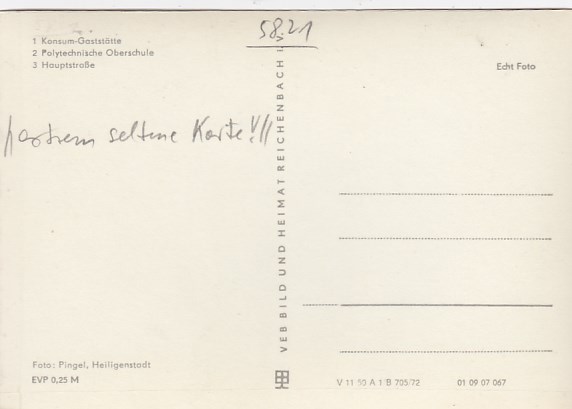 5821
1 Konsum-Gaststätte
2 Polytechnische Oberschule
3 Hauptstraße
Echt Foto
seltene Karte!!!
VEB BILD UND HEIMAT REICHENBACH
Foto: Pingel, Heiligenstadt
EVP 0,25 M
V 11 50 A 1 B 705/72 01 09 07 067